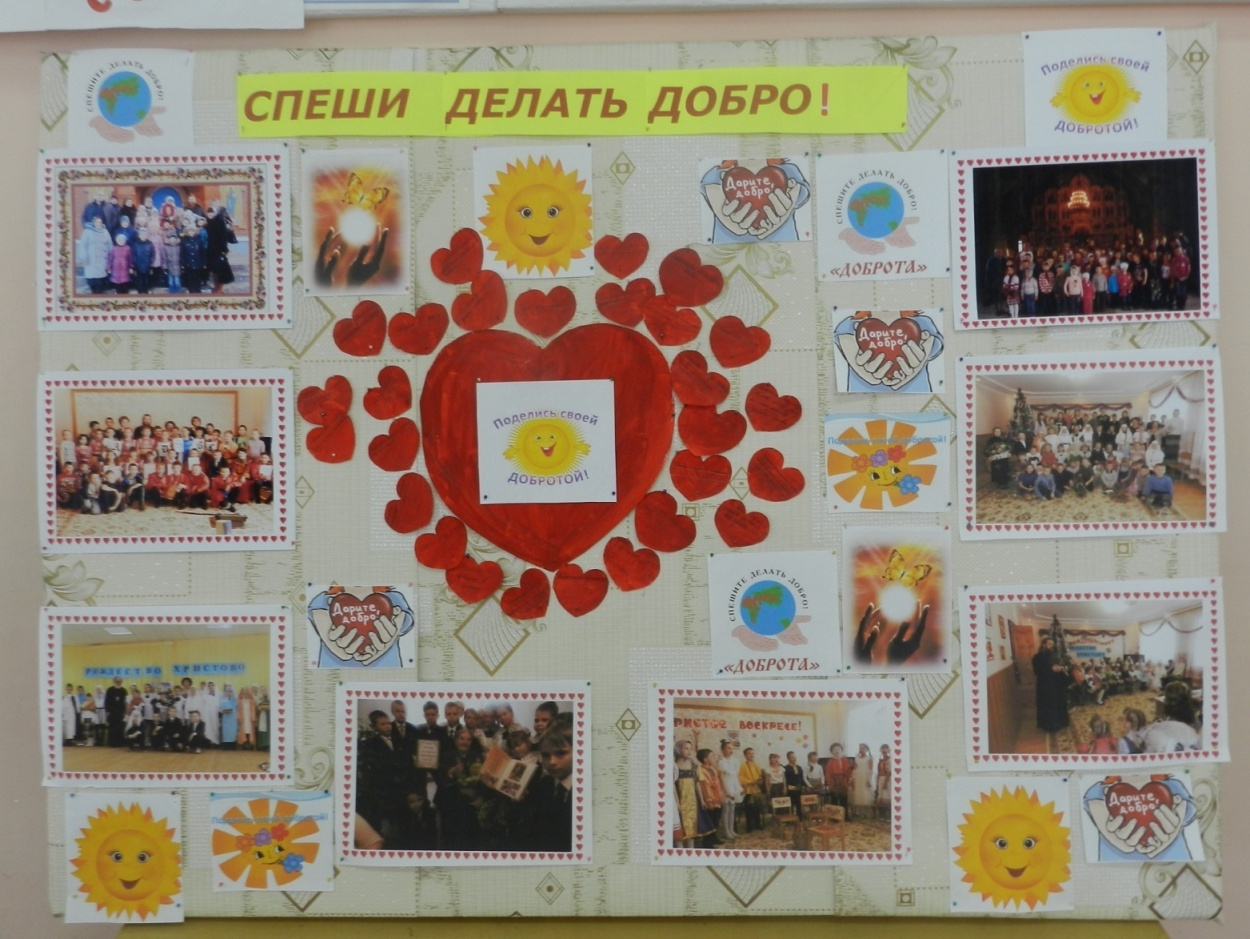 СПЕШИТЕ ДЕЛАТЬ ДОБРО!
СПЕШИ ДЕЛАТЬ ДОБРО!
Поделись своей
ДОБРОТОЙ!
Дарите,
добро!
СПЕШИТЕ ДЕЛАТЬ ДОБРО!
«ДОБРОТА»
Дарите,
добро!
Поделись своей
ДОБРОТОЙ!
Дарите,
добро!
СПЕШИТЕ ДЕЛАТЬ ДОБРО!
«ДОБРОТА»
РОЖДЕСТВО ХРИСТОВО
РИСТОС ВОСКРЕСЕ!
Дарите,
добро!